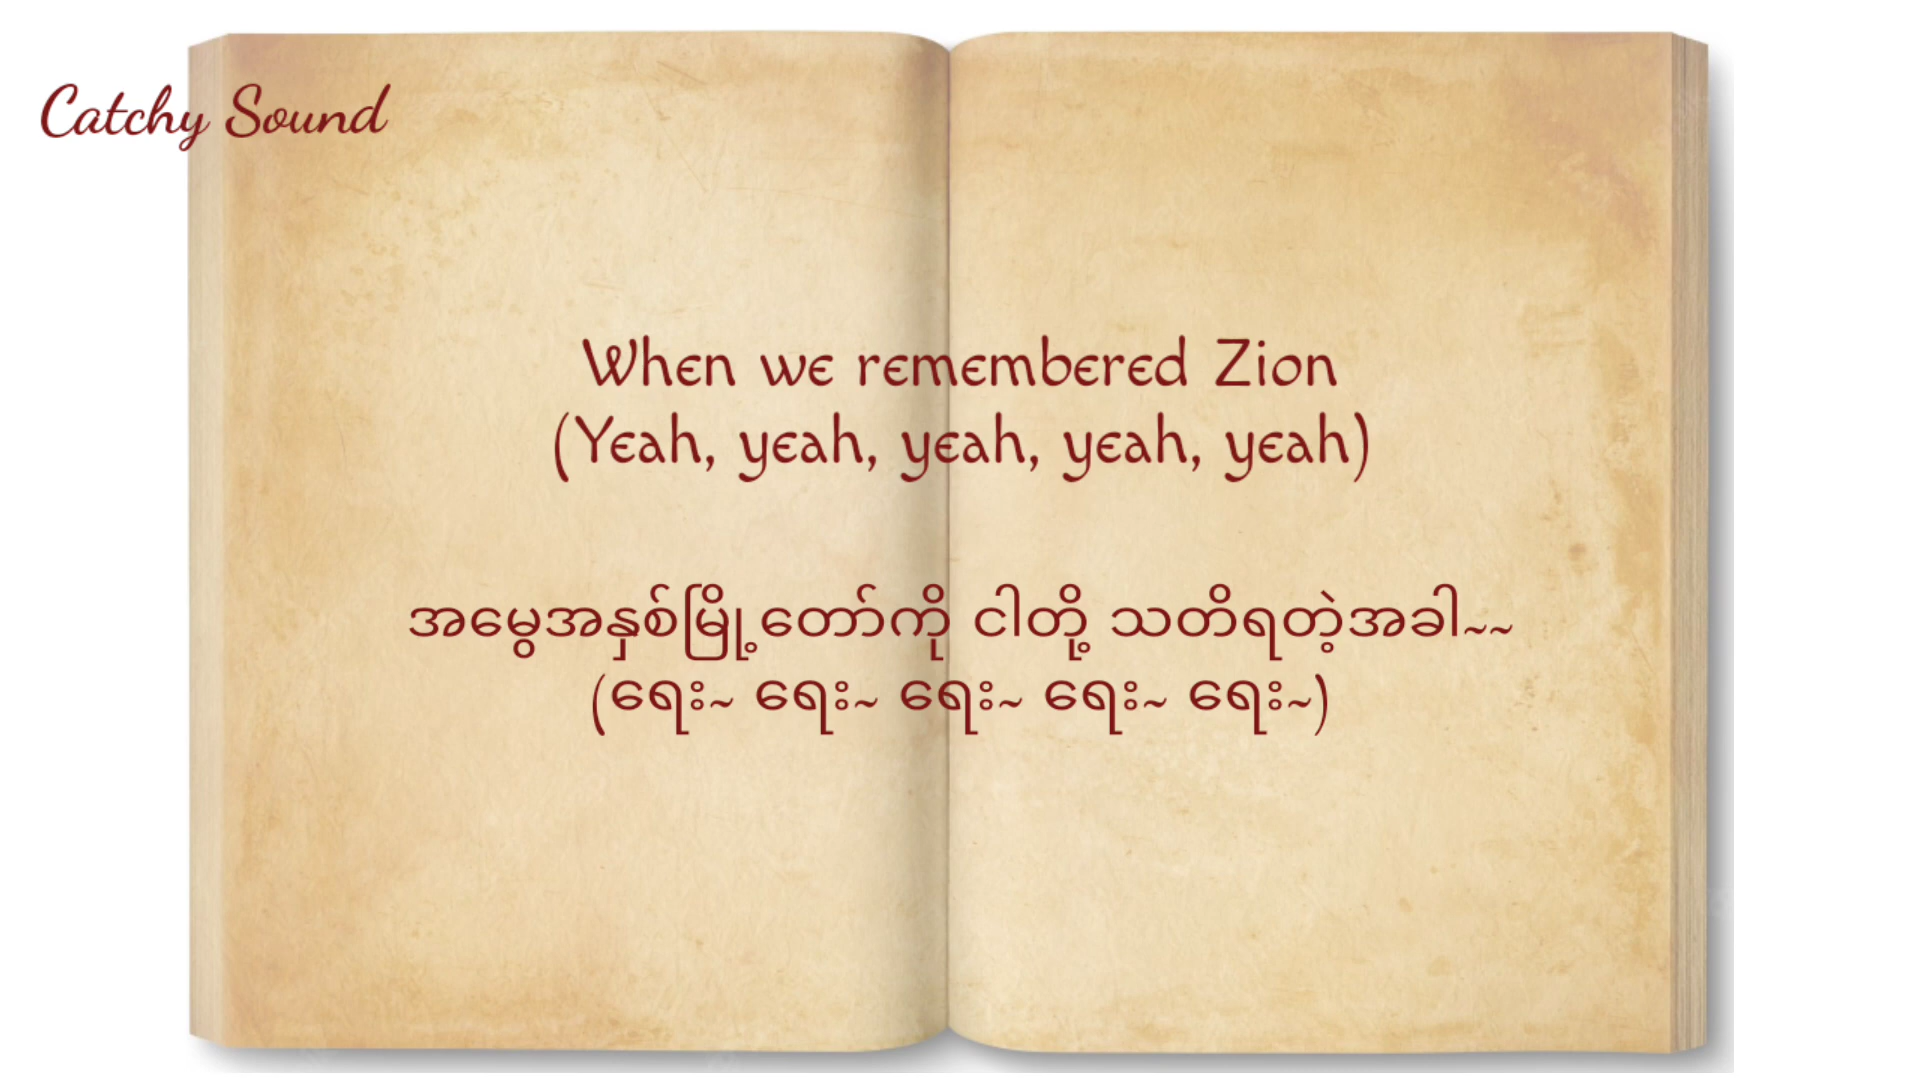 Catchy Sound
When we remembered Zion
(Yeah, yeah, yeah, yeah, yeah)
အမွေအနှစ်မြို့တော်ကို ငါတို့ သတိရတဲ့အခါ~~
(ရေး~ ရေး~ ရေး~ ရေး~ ရေး~)